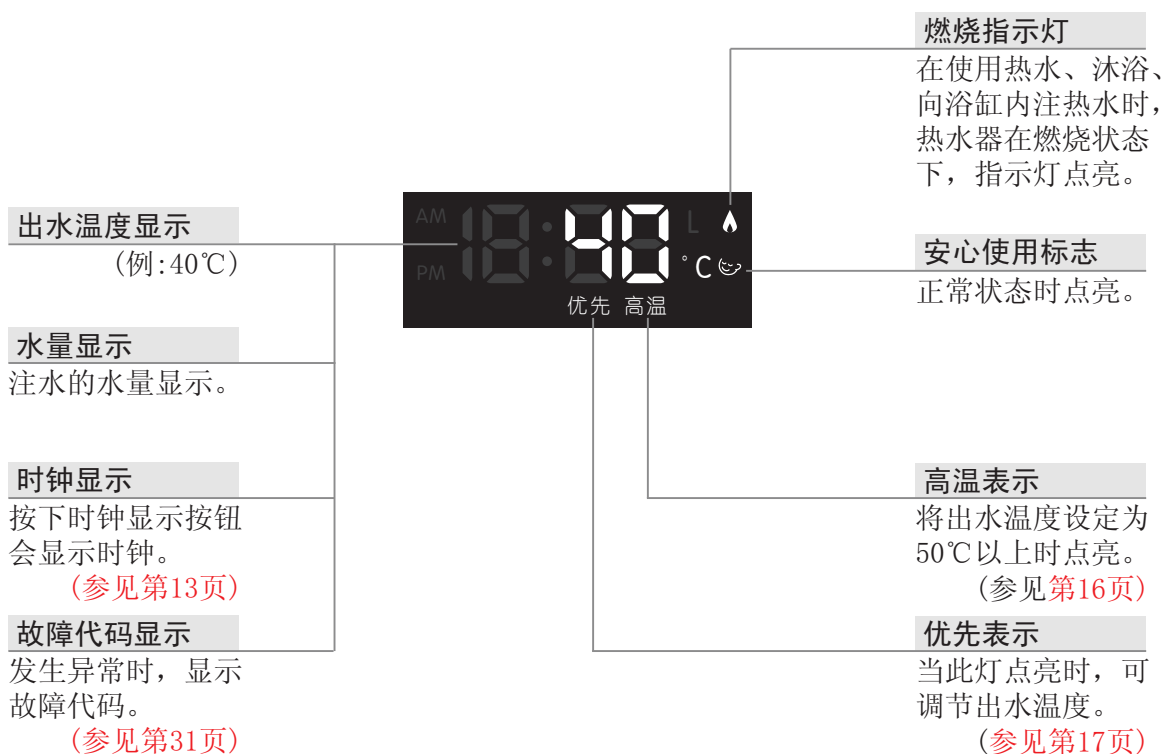 燃烧指示灯
在使用热水、沐浴、
向浴缸内注热水时，
热水器在燃烧状态
下，指示灯点亮。
出水温度显示
(例:40℃)
水量显示
注水的水量显示。
时钟显示
按下时钟显示按钮
会显示时钟。
(参见第13页)
故障代码显示
发生异常时，显示
故障代码。
(参见第31页)
AM
PM
18:40
L
°C
优先 高温
安心使用标志
正常状态时点亮。
高温表示
将出水温度设定为
50℃以上时点亮。
(参见第16页)
优先表示
当此灯点亮时，可
调节出水温度。
(参见第17页)